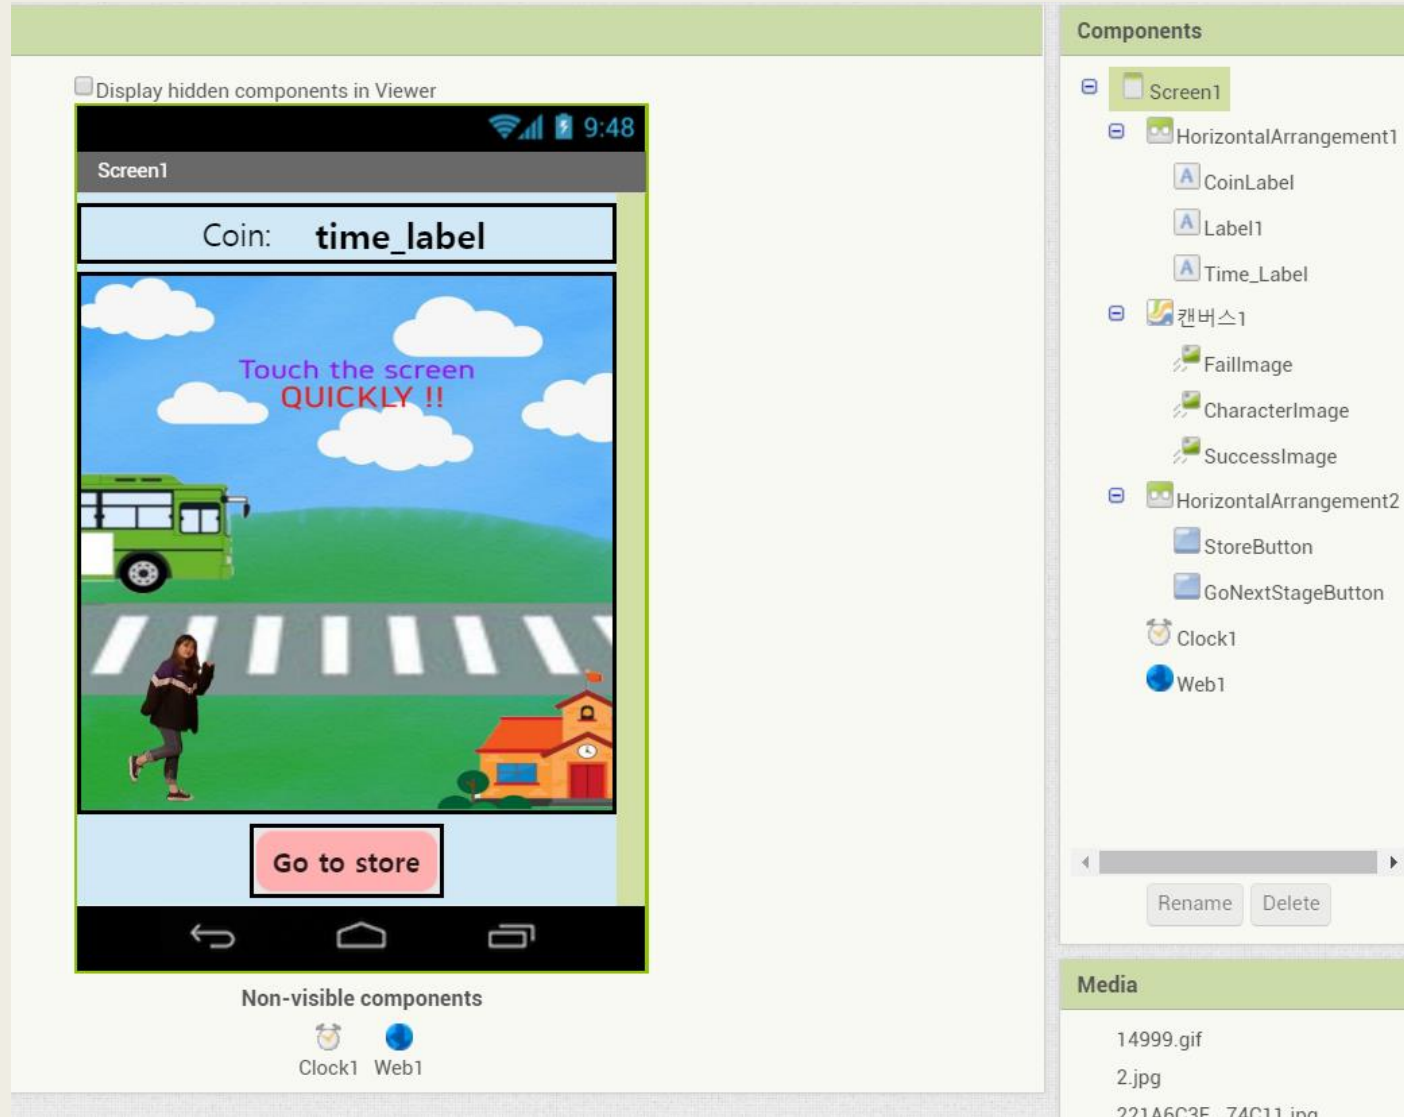 Components
Display hidden components in Viewer
9:48
Screen1
Coin: time_label
Touch the screen
QUICKLY !!
Go to store
Non-visible components
Clock1 Web1
Screen1
HorizontalArrangement1
CoinLabel
Label1
Time_Label
캔버스1
FailImage
CharacterImage
SuccessImage
HorizontalArrangement2
StoreButton
GoNextStageButton
Clock1
Web1
Rename Delete
Media
14999.gif
2.jpg
221A6C3F_74C11.jpg